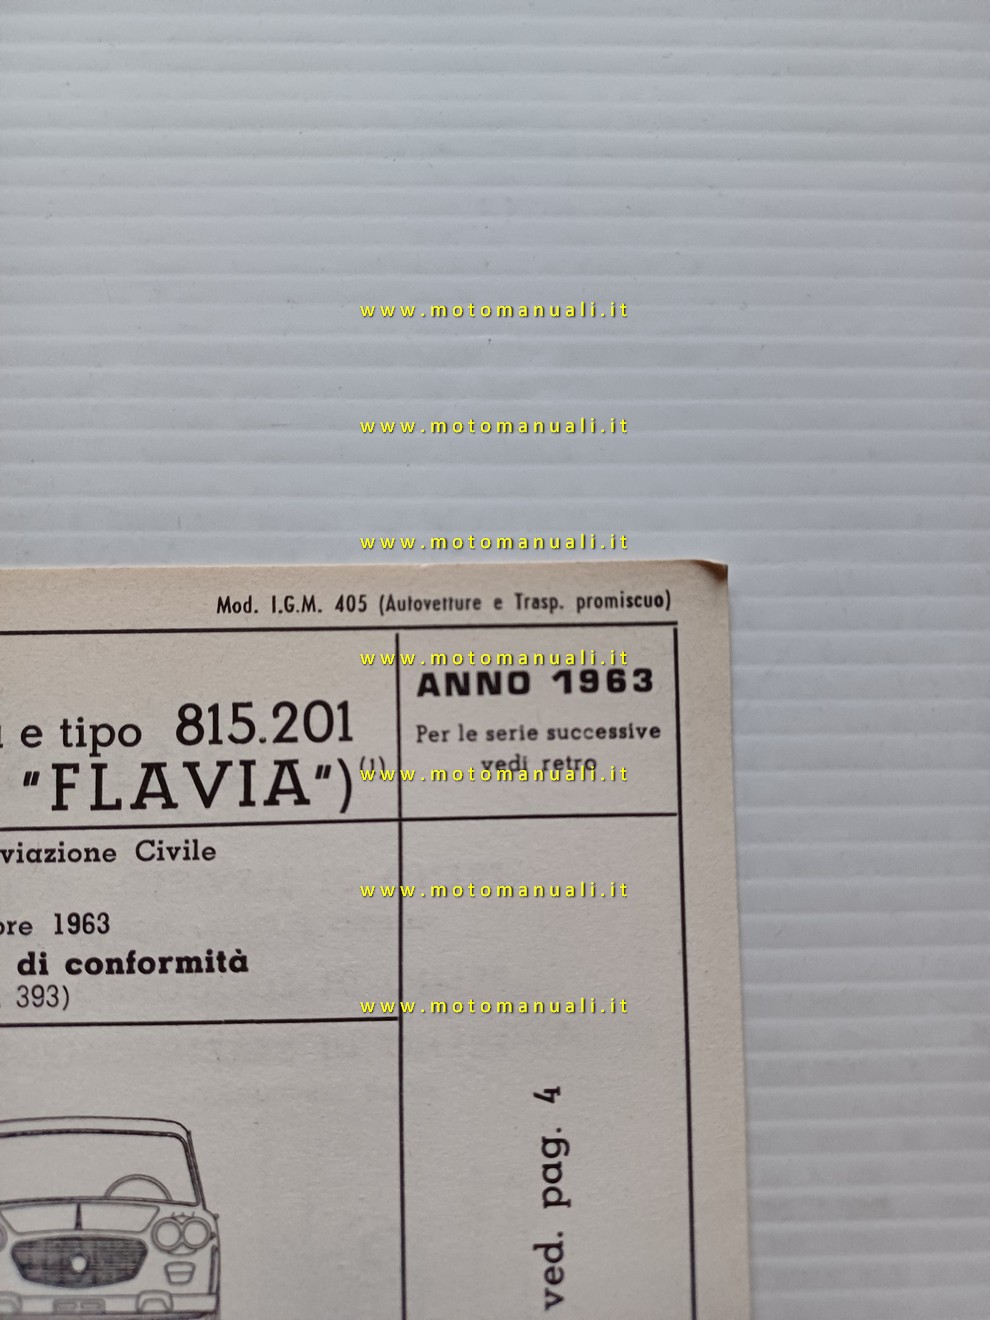 www.motomanuali.it
www.motomanuali.it
www.motomanuali.it
Mod. I.G.M. 405 (Autovetture e Trasp. promiscuo)
www.motomanuali.it
ANNO 1963
e tipo 815.201
Per le serie successive
vedi retro
"FLAVIA")(1)
www.motomanuali.it
viazione Civile
www.motomanuali.it
bre 1963
di conformità
393)
www.motomanuali.it
ved. pag. 4